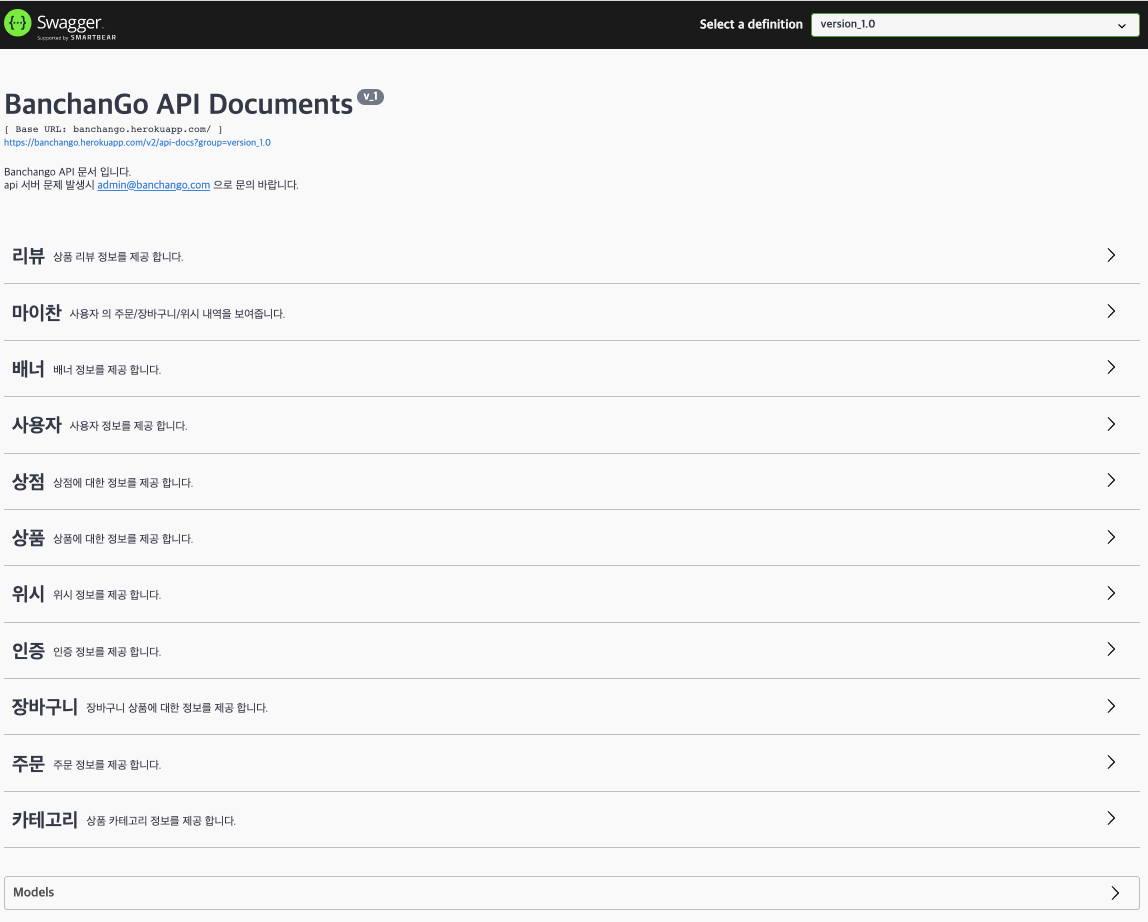 Swagger.
Supported by SMARTBEAR
Select a definition
version_1.0
BanchanGo API Documents v_1
[ Base URL: banchango.herokuapp.com/ ]
https://banchango.herokuapp.com/v2/api-docs?group=version_1.0
Banchango API 문서 입니다.
api 서버 문제 발생시 admin@banchango.com 으로 문의 바랍니다.
리뷰 상품 리뷰 정보를 제공 합니다.
마이찬 사용자 의 주문/장바구니/위시 내역을 보여줍니다.
배너 배너 정보를 제공 합니다.
사용자 사용자 정보를 제공 합니다.
상점 상점에 대한 정보를 제공 합니다.
상품 상품에 대한 정보를 제공 합니다.
위시 위시 정보를 제공 합니다.
인증 인증 정보를 제공 합니다.
장바구니 장바구니 상품에 대한 정보를 제공 합니다.
주문 주문 정보를 제공 합니다.
카테고리 상품 카테고리 정보를 제공 합니다.
Models